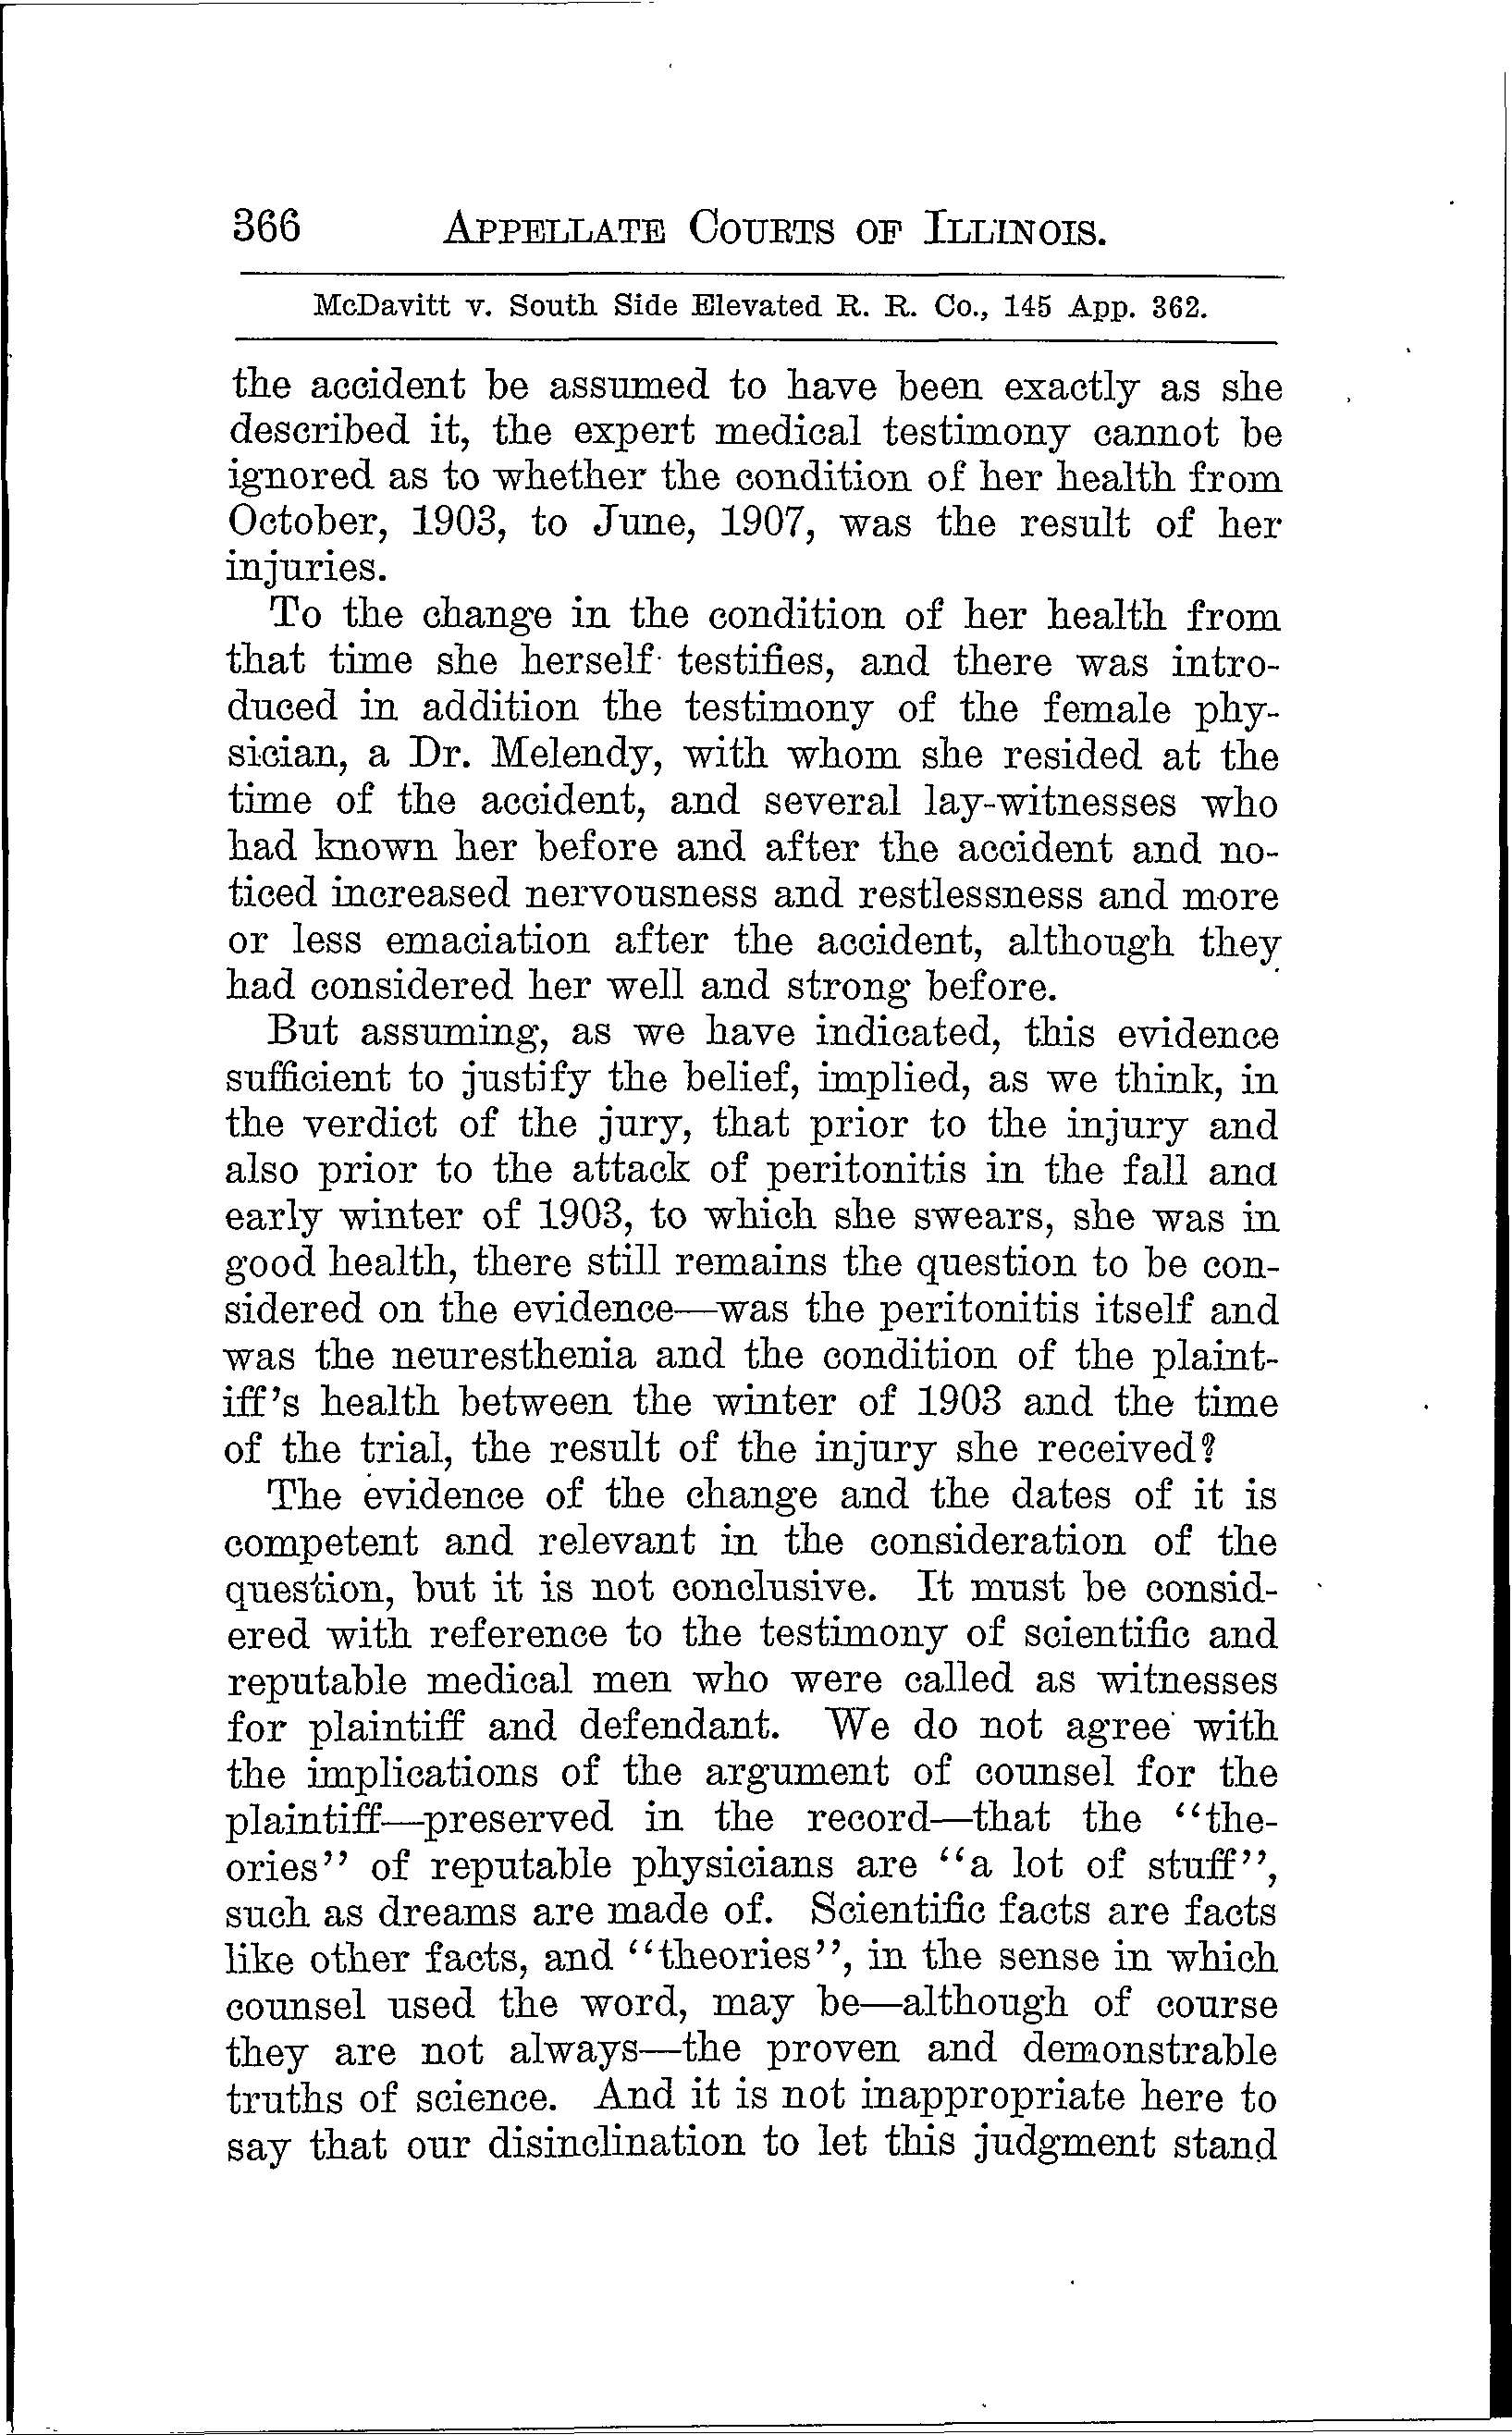 366 APPELLATE COURTS OF ILLINOIS.
McDavitt v. South Side Elevated R. R. Co., 145 App. 362.
the accident be assumed to have been exactly as she
described it, the expert medical testimony cannot be
ignored as to whether the condition of her health from
October, 1903, to June, 1907, was the result of her
injuries.
To the change in the condition of her health from
that time she herself testifies, and there was intro-
duced in addition the testimony of the female phy-
sician, a Dr. Melendy, with whom she resided at the
time of the accident, and several lay-witnesses who
had known her before and after the accident and no-
ticed increased nervousness and restlessness and more
or less emaciation after the accident, although they
had considered her well and strong before.
But assuming, as we have indicated, this evidence
sufficient to justify the belief, implied, as we think, in
the verdict of the jury, that prior to the injury and
also prior to the attack of peritonitis in the fall and
early winter of 1903, to which she swears, she was in
good health, there still remains the question to be con-
sidered on the evidence—was the peritonitis itself and
was the neuresthenia and the condition of the plaint-
iff's health between the winter of 1903 and the time
of the trial, the result of the injury she received?
The evidence of the change and the dates of it is
competent and relevant in the consideration of the
question, but it is not conclusive. It must be consid-
ered with reference to the testimony of scientific and
reputable medical men who were called as witnesses
for plaintiff and defendant. We do not agree with
the implications of the argument of counsel for the
plaintiff—preserved in the record—that the "the-
ories" of reputable physicians are "a lot of stuff",
such as dreams are made of. Scientific facts are facts
like other facts, and "theories", in the sense in which
counsel used the word, may be—although of course
they are not always—the proven and demonstrable
truths of science. And it is not inappropriate here to
say that our disinclination to let this judgment stand